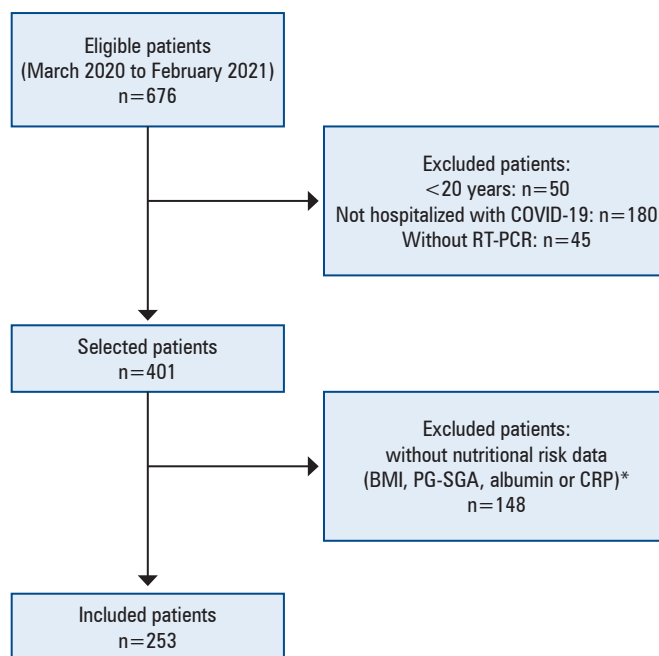 Eligible patients
(March 2020 to February 2021)
n=676
Excluded patients:
<20 years: n=50
Not hospitalized with COVID-19: n=180
Without RT-PCR: n=45
Selected patients
n=401
Excluded patients:
without nutritional risk data
(BMI, PG-SGA, albumin or CRP)*
n=148
Included patients
n=253